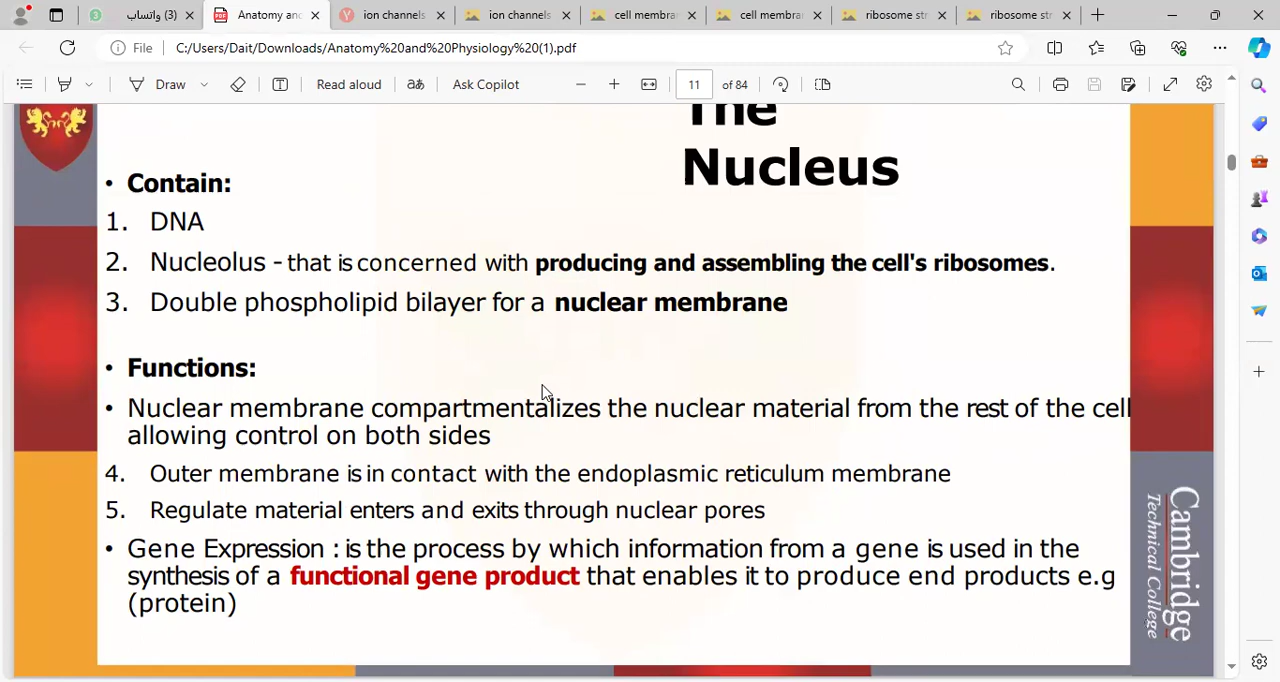 (3) واتساب
Anatomy and
ion channels
ion channels
cell membra
cell membra
ribosome str
ribosome str
File
C:/Users/Dait/Downloads/Anatomy%20and%20Physiology%20(1).pdf
Draw
Read aloud
aあ
Ask Copilot
11
of 84
The
Nucleus
• Contain:
1. DNA
2. Nucleolus - that is concerned with producing and assembling the cell's ribosomes.
3. Double phospholipid bilayer for a nuclear membrane
• Functions:
• Nuclear membrane compartmentalizes the nuclear material from the rest of the cell
allowing control on both sides
4. Outer membrane is in contact with the endoplasmic reticulum membrane
5. Regulate material enters and exits through nuclear pores
• Gene Expression : is the process by which information from a gene is used in the
synthesis of a functional gene product that enables it to produce end products e.g
(protein)
Cambridge
Technical College